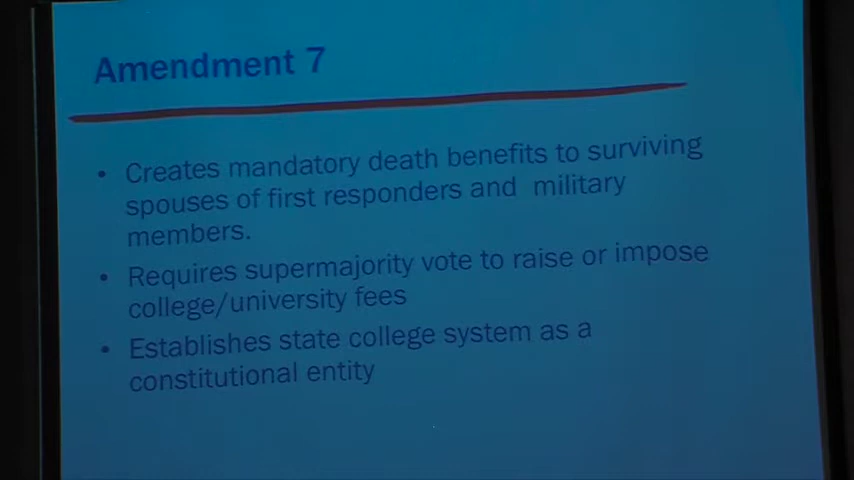 Amendment 7
• Creates mandatory death benefits to surviving
spouses of first responders and military
members.
• Requires supermajority vote to raise or impose
college/university fees
• Establishes state college system as a
constitutional entity